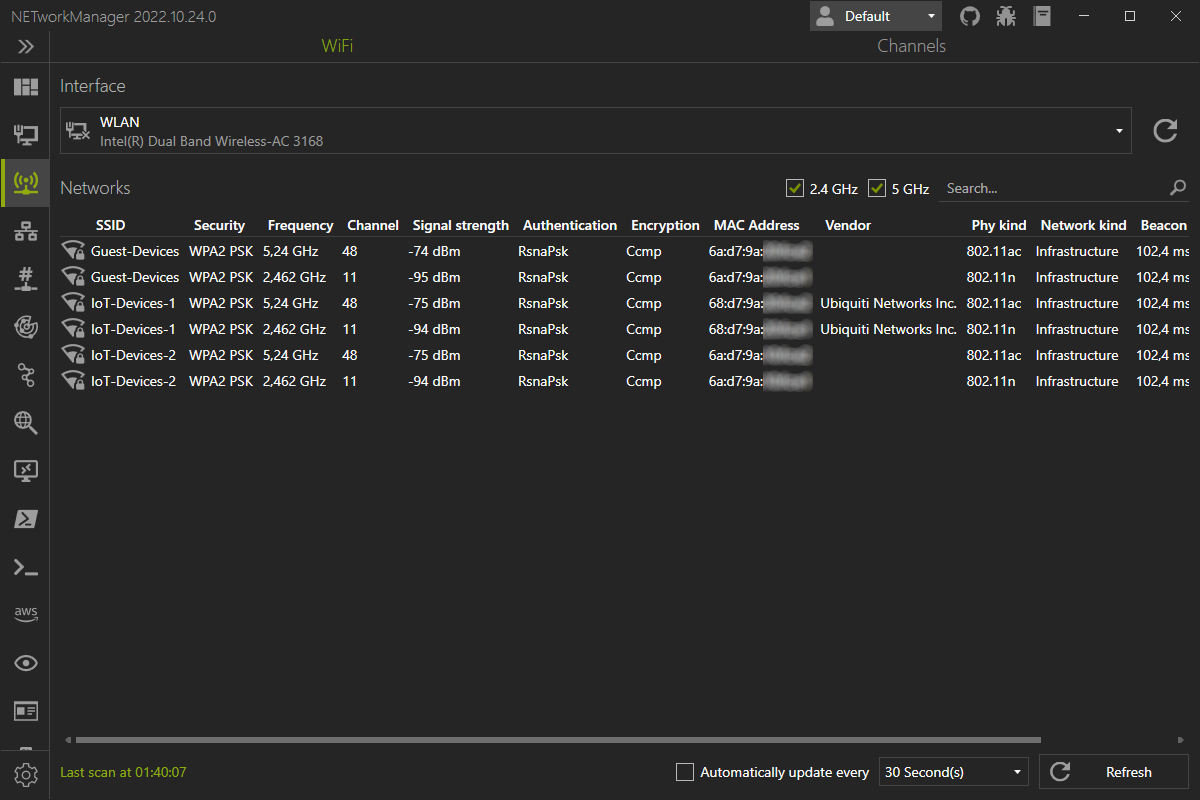 NETworkManager 2022.10.24.0
Default
WiFi Channels
Interface
WLAN
Intel(R) Dual Band Wireless-AC 3168
Networks
2.4 GHz 5 GHz Search...
SSID Security Frequency Channel Signal strength Authentication Encryption MAC Address Vendor Phy kind Network kind Beacon
Guest-Devices WPA2 PSK 5,24 GHz 48 -74 dBm RsnaPsk Ccmp 6a:d7:9a: 802.11ac Infrastructure 102,4 ms
Guest-Devices WPA2 PSK 2,462 GHz 11 -95 dBm RsnaPsk Ccmp 6a:d7:9a: 802.11n Infrastructure 102,4 ms
IoT-Devices-1 WPA2 PSK 5,24 GHz 48 -75 dBm RsnaPsk Ccmp 68:d7:9a: Ubiquiti Networks Inc. 802.11ac Infrastructure 102,4 ms
IoT-Devices-1 WPA2 PSK 2,462 GHz 11 -94 dBm RsnaPsk Ccmp 68:d7:9a: Ubiquiti Networks Inc. 802.11n Infrastructure 102,4 ms
IoT-Devices-2 WPA2 PSK 5,24 GHz 48 -75 dBm RsnaPsk Ccmp 6a:d7:9a: 802.11ac Infrastructure 102,4 ms
IoT-Devices-2 WPA2 PSK 2,462 GHz 11 -94 dBm RsnaPsk Ccmp 6a:d7:9a: 802.11n Infrastructure 102,4 ms
aws
Last scan at 01:40:07 Automatically update every 30 Second(s) Refresh